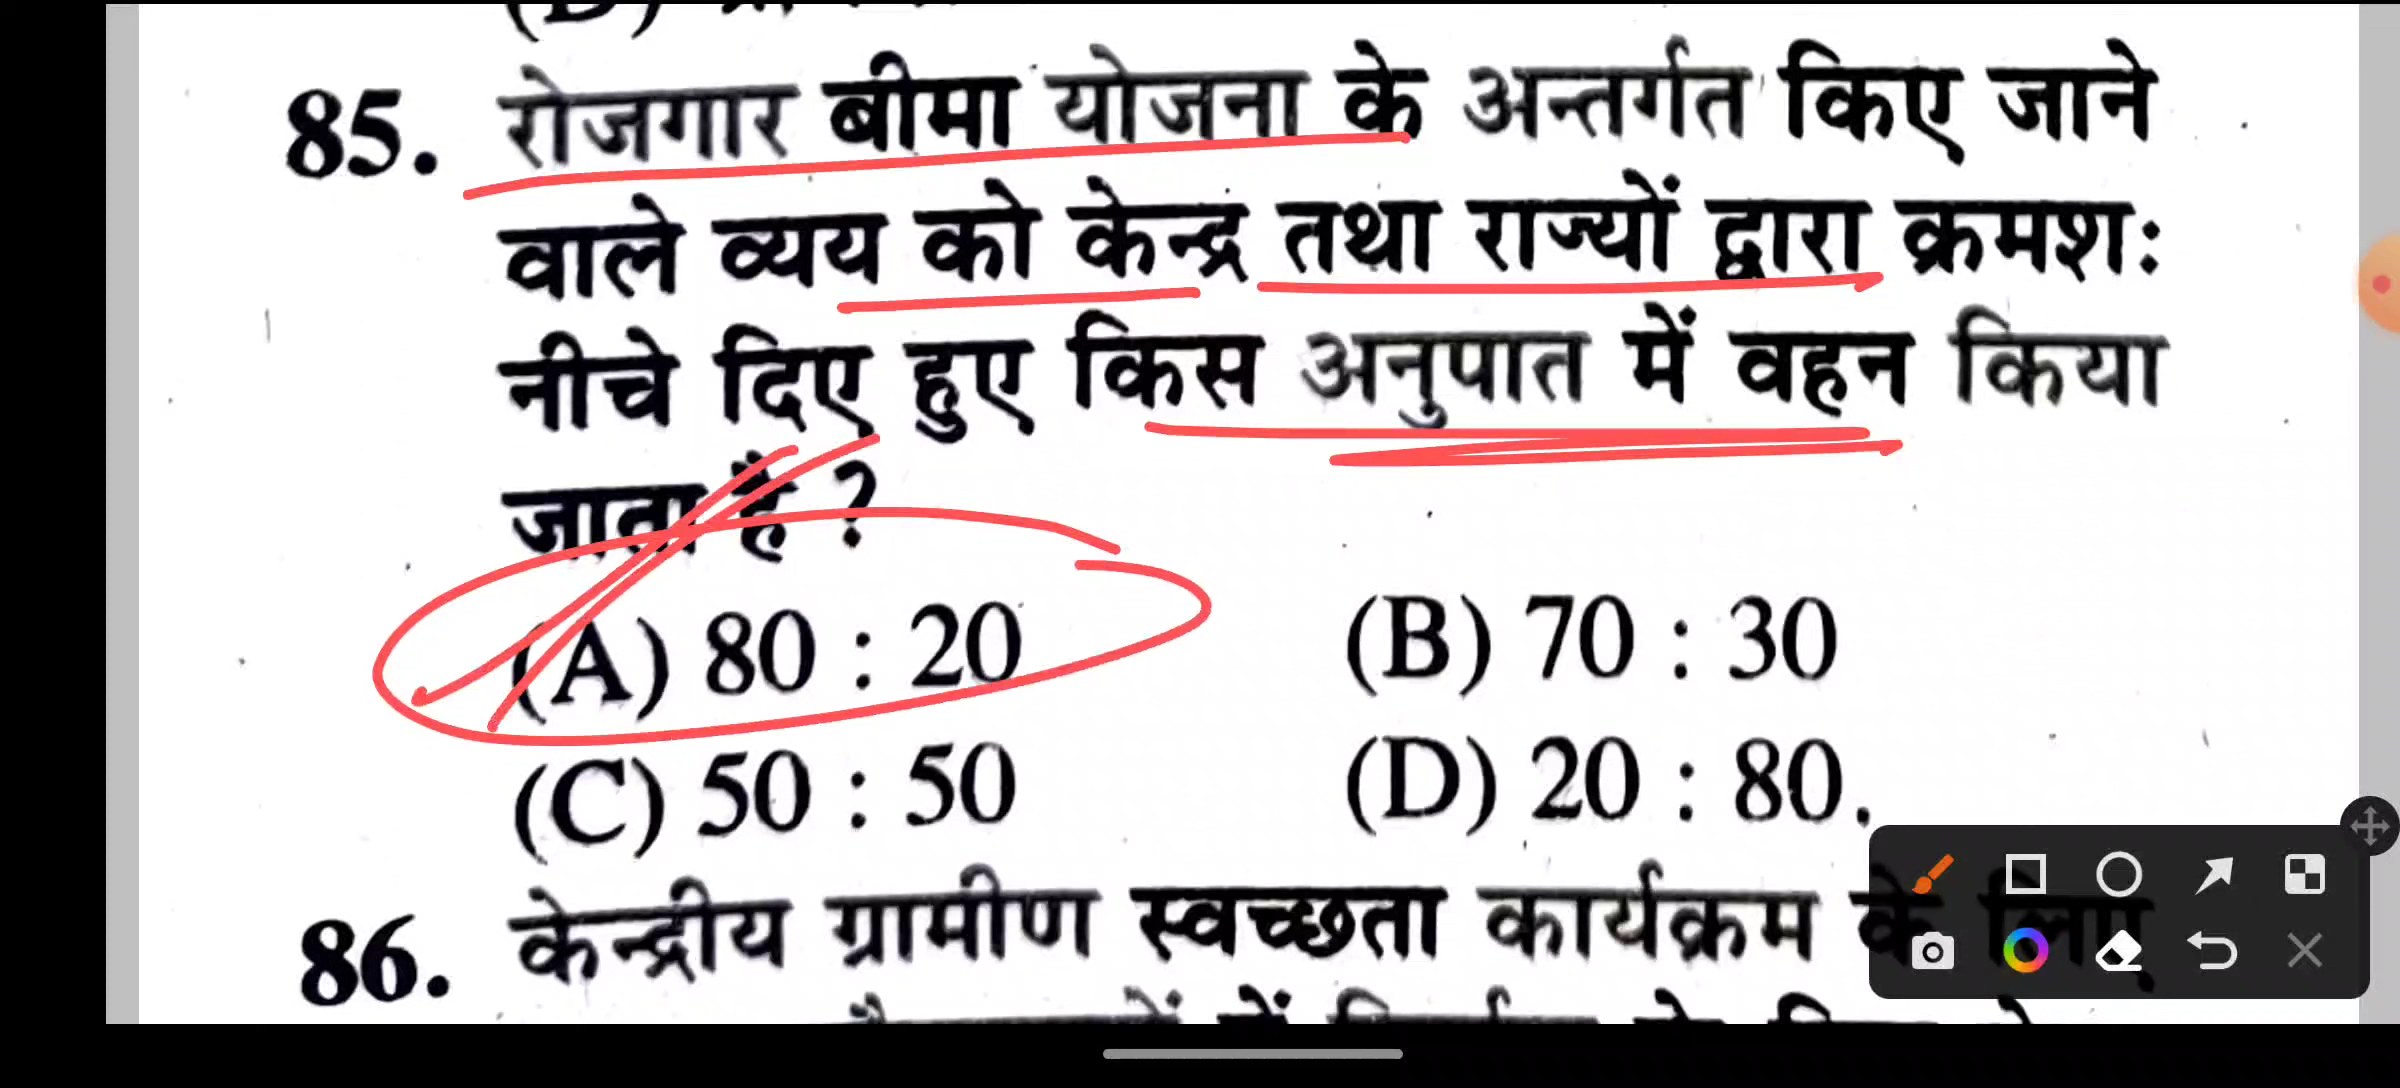 85. रोजगार बीमा योजना के अन्तर्गत किए जाने
वाले व्यय को केन्द्र तथा राज्यों द्वारा क्रमशः
नीचे दिए हुए किस अनुपात में वहन किया
जाता है ?
(A) 80 : 20 (B) 70 : 30
(C) 50 : 50 (D) 20 : 80.
86. केन्द्रीय ग्रामीण स्वच्छता कार्यक्रम के लिए